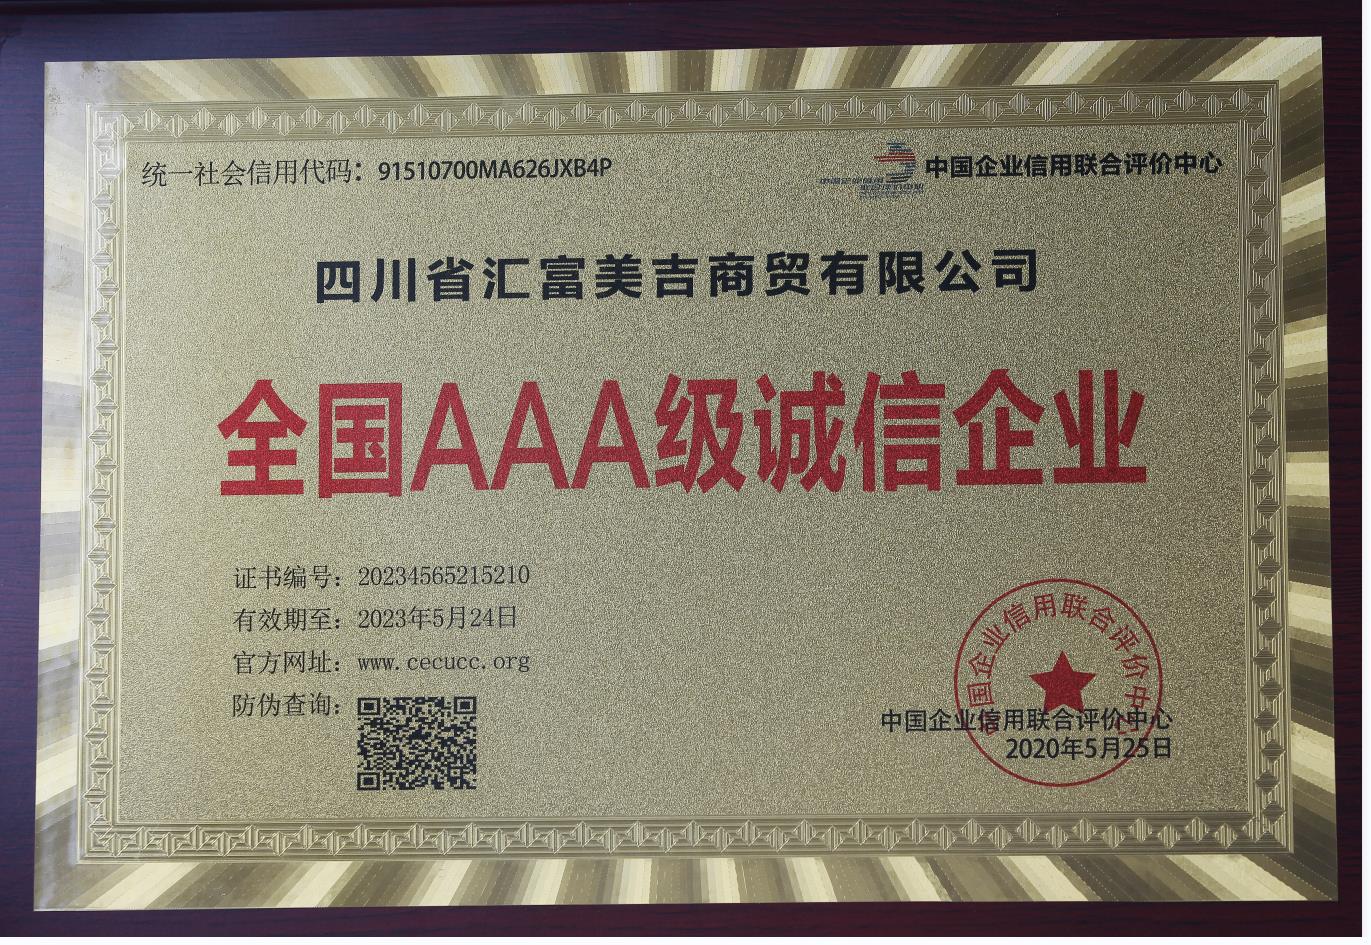 统一社会信用代码：91510700MA626JXB4P
中国企业信用联合评价中心
四川省汇富美吉商贸有限公司
全国AAA级诚信企业
证书编号：20234565215210
有效期至：2023年5月24日
官方网址：www.cecucc.org
防伪查询：
中国企业信用联合评价中心
中国企业信用联合评价中心
2020年5月25日